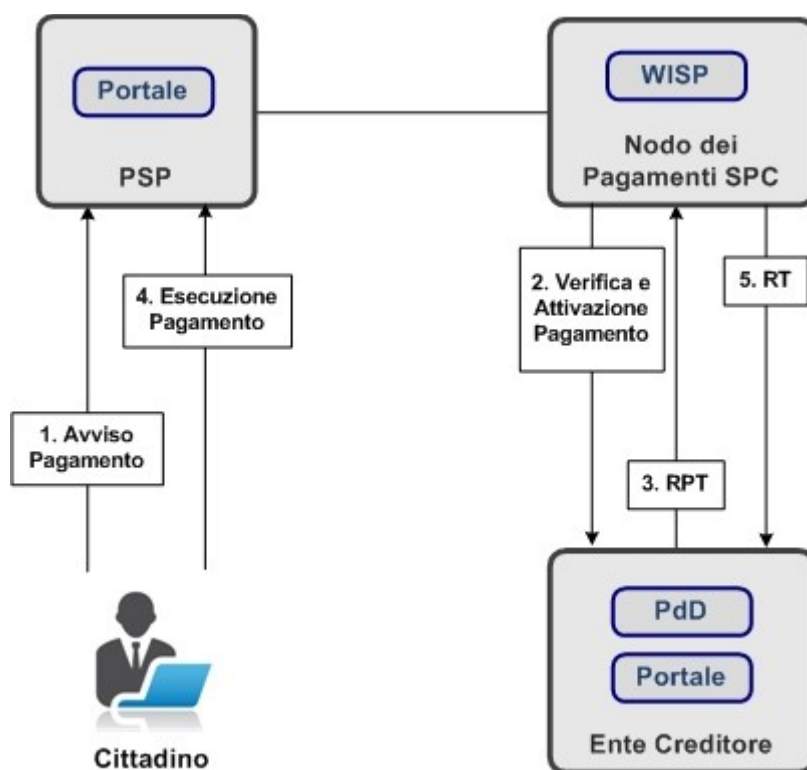 Portale
PSP
WISP
Nodo dei
Pagamenti SPC
4. Esecuzione
Pagamento
2. Verifica e
Attivazione
Pagamento
5. RT
1. Avviso
Pagamento
3. RPT
PdD
Portale
Ente Creditore
Cittadino